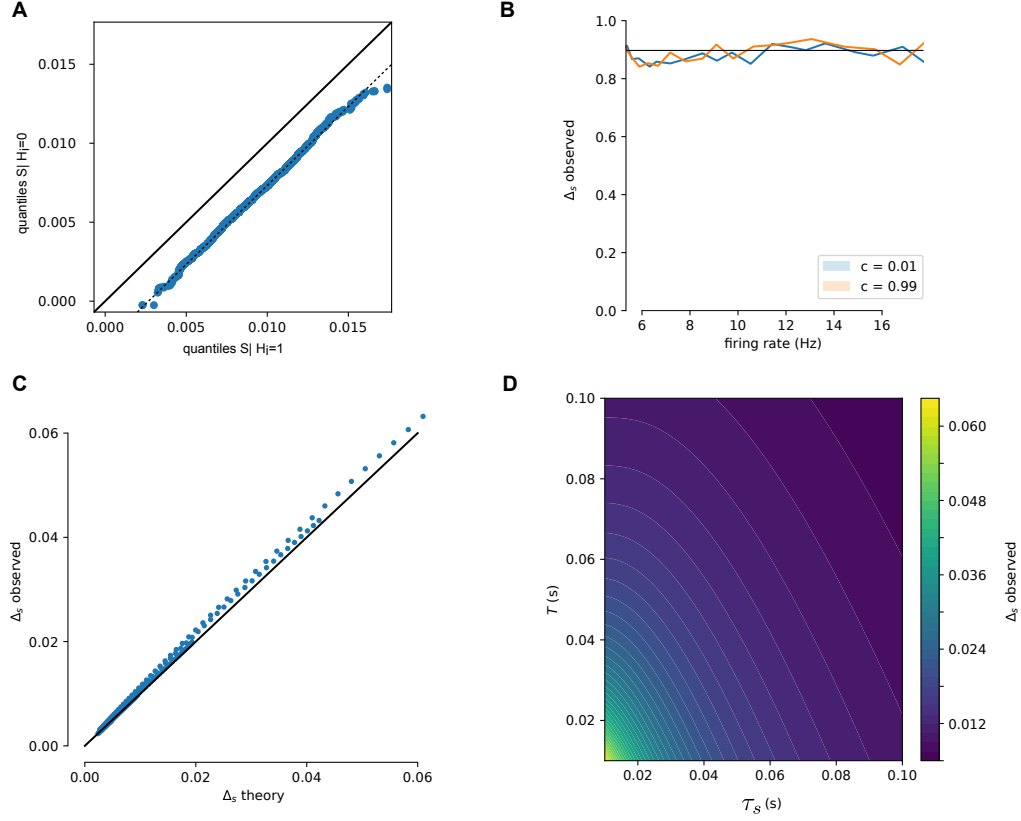 A
quantiles S| Hi=0
0.015
0.010
0.005
0.000
0.000 0.005 0.010 0.015
quantiles S| Hi=1
B
Δs observed
1.0
0.8
0.6
0.4
0.2
0.0
c = 0.01
c = 0.99
6 8 10 12 14 16
firing rate (Hz)
C
Δs observed
0.06
0.04
0.02
0.00
0.00 0.02 0.04 0.06
Δs theory
D
T (s)
0.10
0.08
0.06
0.04
0.02
0.02 0.04 0.06 0.08 0.10
τs (s)
0.060
0.048
0.036
0.024
0.012
Δs observed